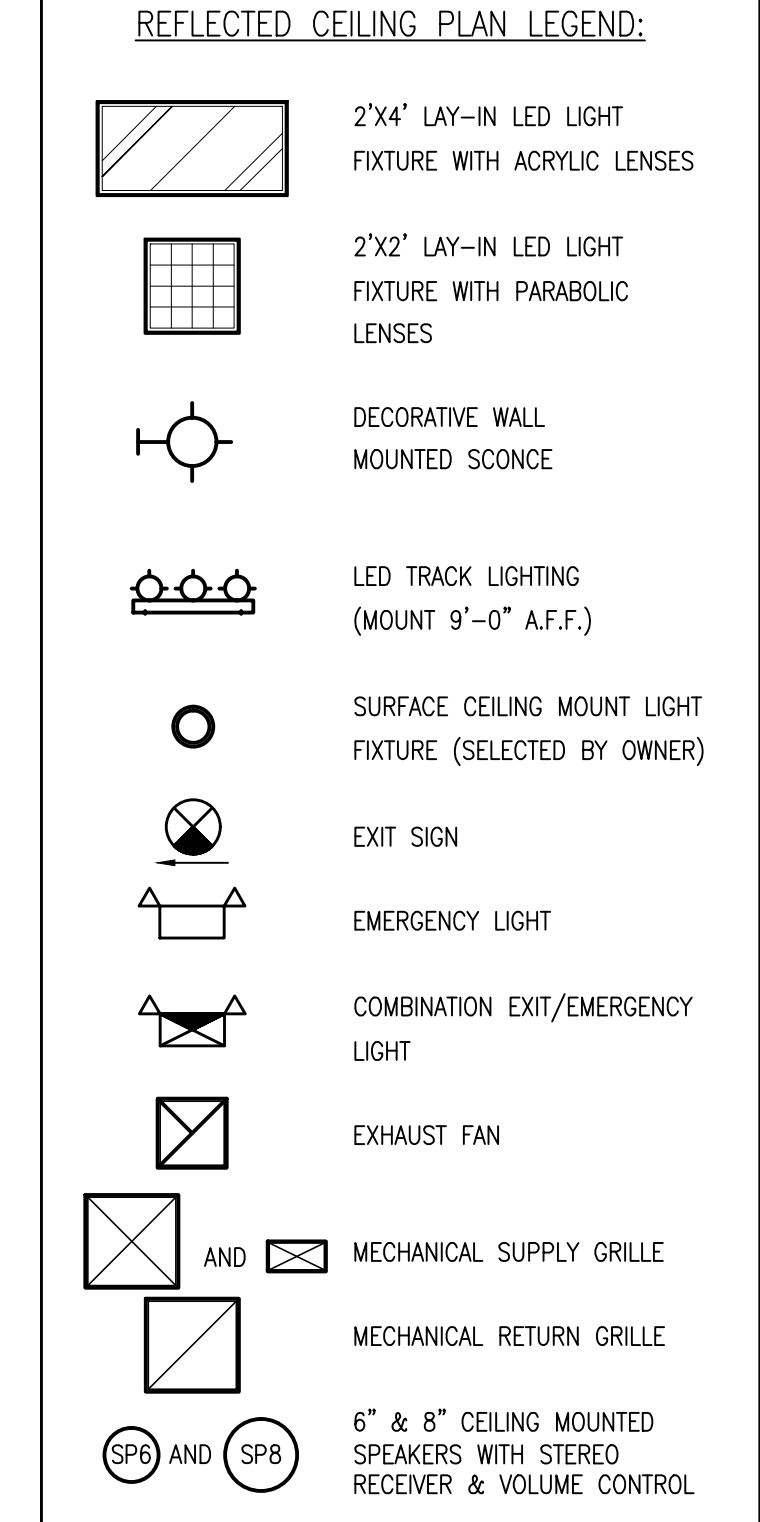 REFLECTED CEILING PLAN LEGEND:
2'X4' LAY-IN LED LIGHT
FIXTURE WITH ACRYLIC LENSES
2'X2' LAY-IN LED LIGHT
FIXTURE WITH PARABOLIC
LENSES
DECORATIVE WALL
MOUNTED SCONCE
LED TRACK LIGHTING
(MOUNT 9'-0" A.F.F.)
SURFACE CEILING MOUNT LIGHT
FIXTURE (SELECTED BY OWNER)
EXIT SIGN
EMERGENCY LIGHT
COMBINATION EXIT/EMERGENCY
LIGHT
EXHAUST FAN
AND MECHANICAL SUPPLY GRILLE
MECHANICAL RETURN GRILLE
SP6 AND SP8
6" & 8" CEILING MOUNTED
SPEAKERS WITH STEREO
RECEIVER & VOLUME CONTROL